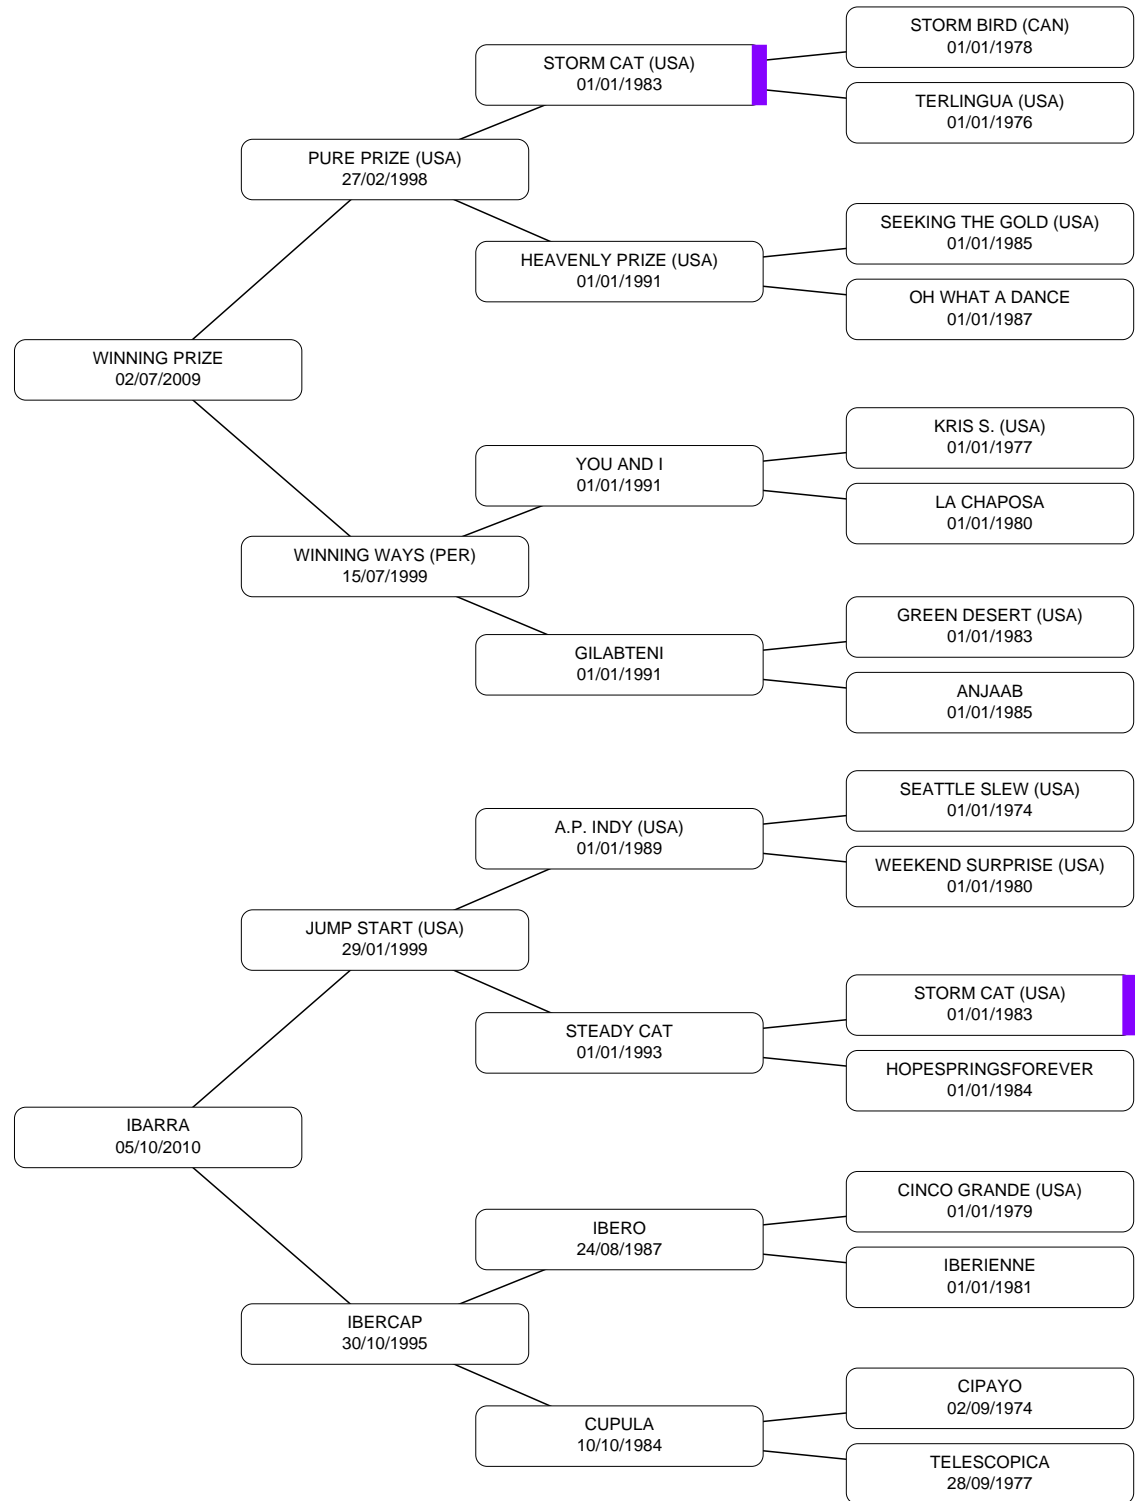 STORM BIRD (CAN)
01/01/1978
STORM CAT (USA)
01/01/1983
TERLINGUA (USA)
01/01/1976
PURE PRIZE (USA)
27/02/1998
SEEKING THE GOLD (USA)
01/01/1985
HEAVENLY PRIZE (USA)
01/01/1991
OH WHAT A DANCE
01/01/1987
WINNING PRIZE
02/07/2009
KRIS S. (USA)
01/01/1977
YOU AND I
01/01/1991
LA CHAPOSA
01/01/1980
WINNING WAYS (PER)
15/07/1999
GREEN DESERT (USA)
01/01/1983
GILABTENI
01/01/1991
ANJAAB
01/01/1985
SEATTLE SLEW (USA)
01/01/1974
A.P. INDY (USA)
01/01/1989
WEEKEND SURPRISE (USA)
01/01/1980
JUMP START (USA)
29/01/1999
STORM CAT (USA)
01/01/1983
STEADY CAT
01/01/1993
HOPESPRINGSFOREVER
01/01/1984
IBARRA
05/10/2010
CINCO GRANDE (USA)
01/01/1979
IBERO
24/08/1987
IBERIENNE
01/01/1981
IBERCAP
30/10/1995
CIPAYO
02/09/1974
CUPULA
10/10/1984
TELESCOPICA
28/09/1977